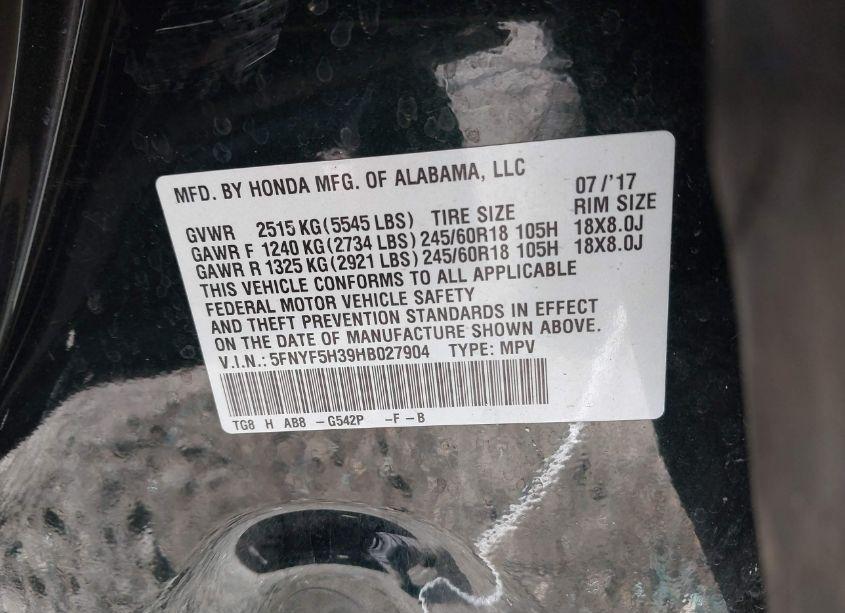 MFD. BY HONDA MFG. OF ALABAMA, LLC 07/'17
GVWR 2515 KG(5545 LBS) TIRE SIZE RIM SIZE
GAWR F 1240 KG(2734 LBS) 245/60R18 105H 18X8.0J
GAWR R 1325 KG(2921 LBS) 245/60R18 105H 18X8.0J
THIS VEHICLE CONFORMS TO ALL APPLICABLE
FEDERAL MOTOR VEHICLE SAFETY
AND THEFT PREVENTION STANDARDS IN EFFECT
ON THE DATE OF MANUFACTURE SHOWN ABOVE.
V.I.N.: 5FNYF5H39HB027904 TYPE: MPV
TG8 H AB8 -G542P -F-B